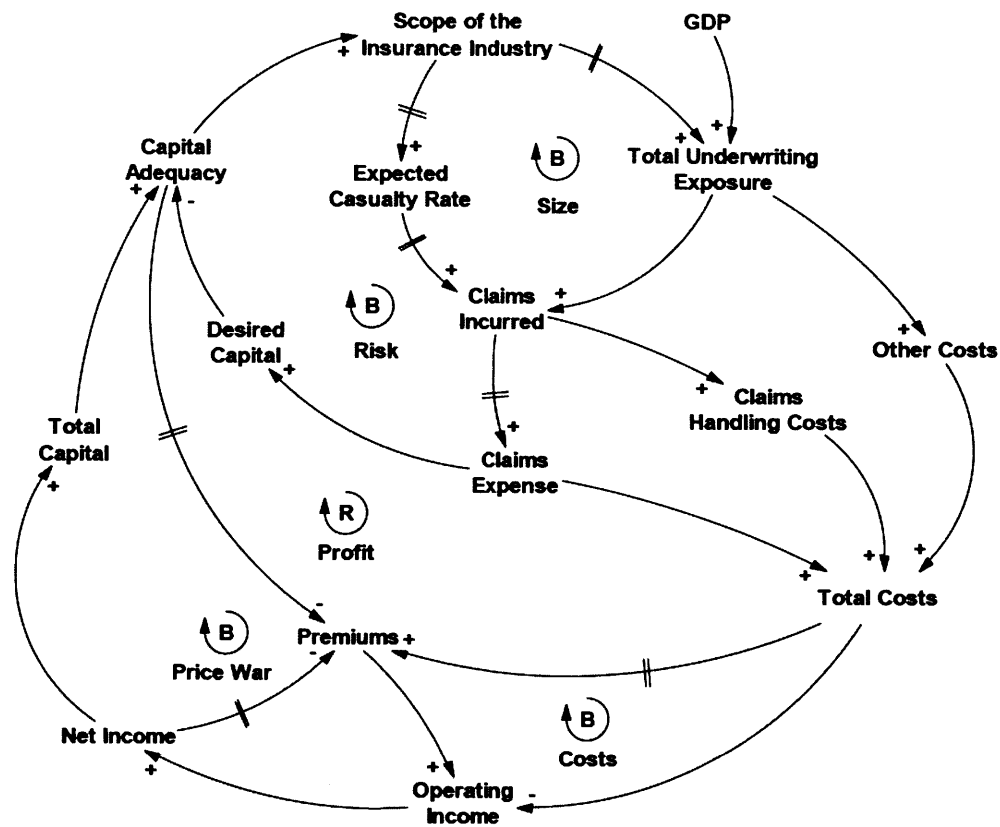 Scope of the
Insurance Industry
GDP
+
+
+
Capital
Adequacy
+
-
+
Expected
Casualty Rate
B
Size
Total Underwriting
Exposure
+
Claims
Incurred
+
B
Risk
Desired
Capital
+
+
Other Costs
+
Claims
Handling Costs
Total
Capital
+
+
Claims
Expense
R
Profit
+
+
+
Total Costs
-
Premiums +
-
B
Price War
Net Income
+
B
Costs
+
-
Operating
Income